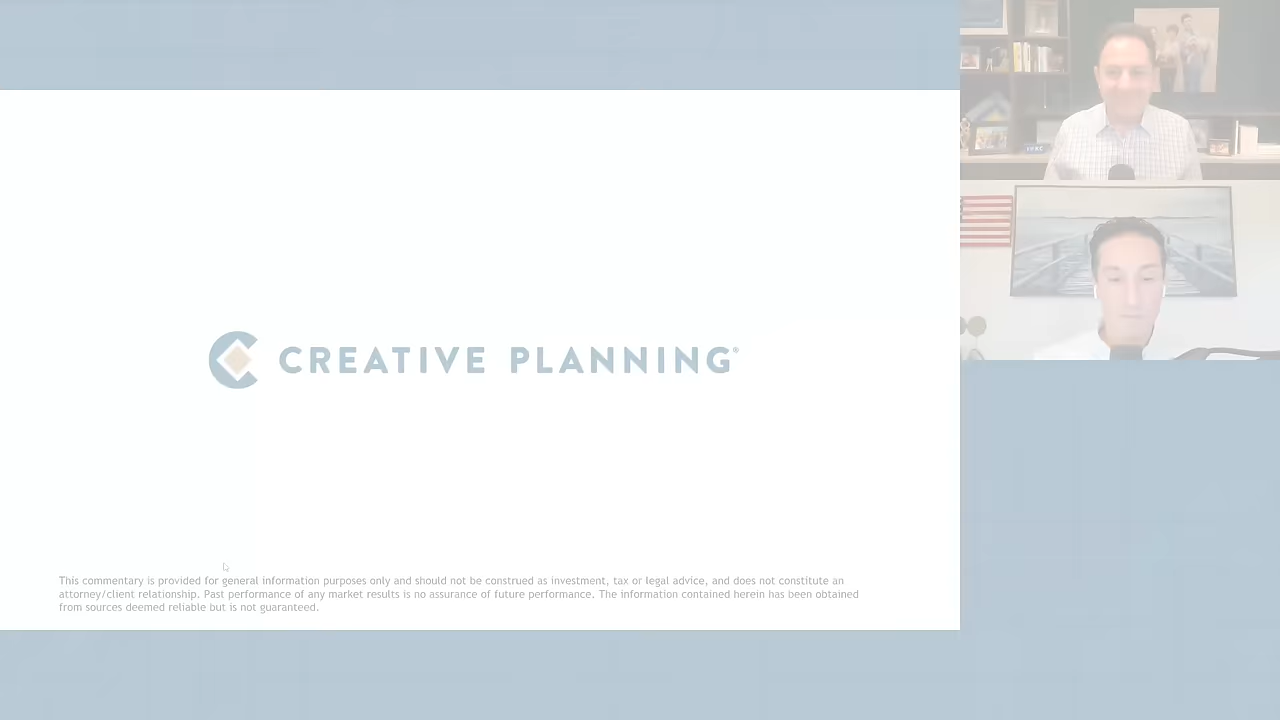 CREATIVE PLANNING®
This commentary is provided for general information purposes only and should not be construed as investment, tax or legal advice, and does not constitute an
attorney/client relationship. Past performance of any market results is no assurance of future performance. The information contained herein has been obtained
from sources deemed reliable but is not guaranteed.